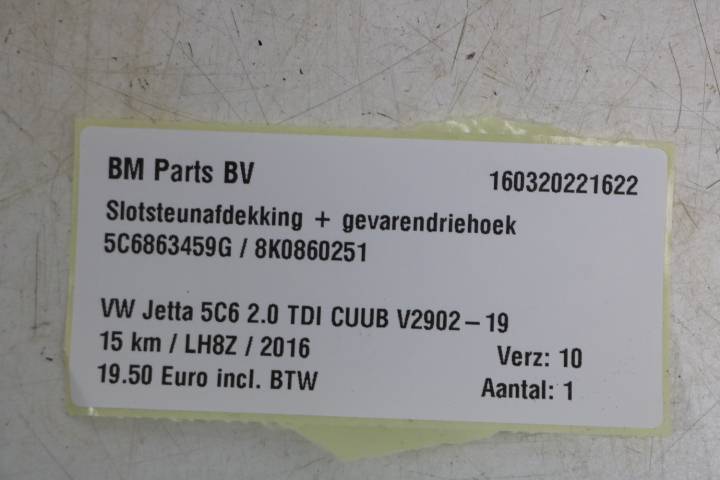 BM Parts BV 160320221622
Slotsteunafdekking + gevarendriehoek
5C6863459G / 8K0860251
VW Jetta 5C6 2.0 TDI CUUB V2902-19
15 km / LH8Z / 2016 Verz: 10
19.50 Euro incl. BTW Aantal: 1